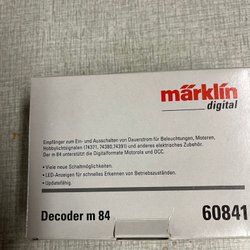 märklin
digital
Empfänger zum Ein- und Ausschalten von Dauerstrom für Beleuchtungen, Motoren,
Hobbylichtsignalen (74371, 74380,74391) und anderes elektrisches Zubehör.
Der m 84 unterstützt die Digitalformate Motorola und DCC.
• Viele neue Schaltmöglichkeiten.
• LED-Anzeigen für schnelles Erkennen von Betriebszuständen.
• Updatefähig.
Decoder m 84 60841